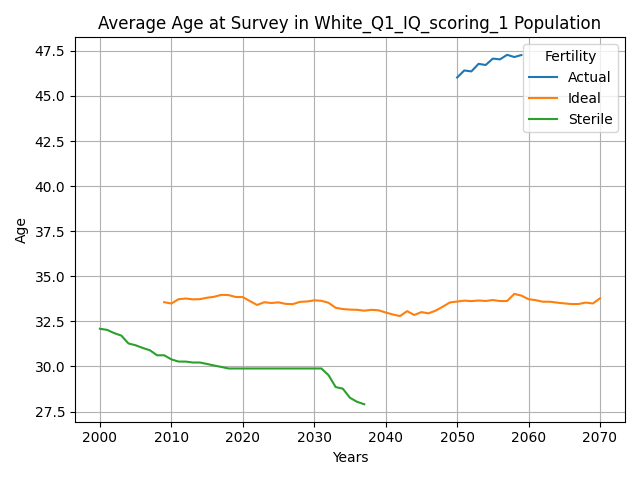 Average Age at Survey in White_Q1_IQ_scoring_1 Population
Fertility
Actual
Ideal
Sterile
47.5
45.0
42.5
40.0
37.5
35.0
32.5
30.0
27.5
Age
2000 2010 2020 2030 2040 2050 2060 2070
Years